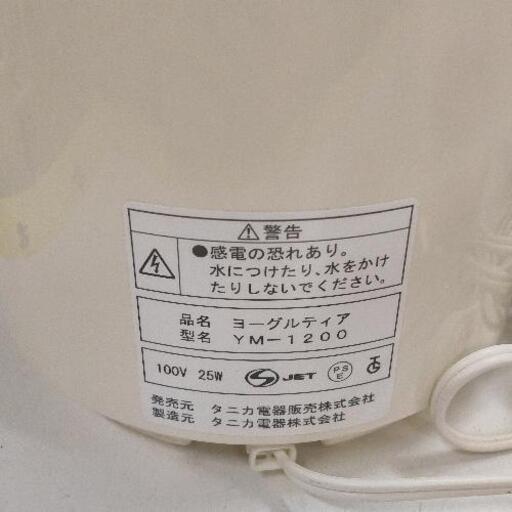 ⚠警告
●感電の恐れあり。
水につけたり、水をかけ
たりしないでください。
品名 ヨーグルティア
型名 YM-1200
100V 25W JET PSE
発売元 タニカ電器販売株式会社
製造元 タニカ電器株式会社